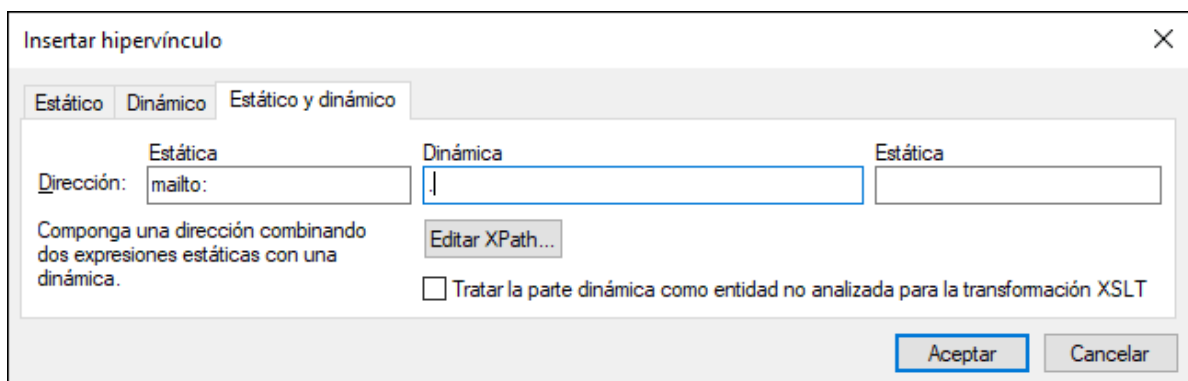 Insertar hipervínculo
Estático Dinámico Estático y dinámico
Estática Dinámica Estática
Dirección: mailto: .
Componga una dirección combinando
dos expresiones estáticas con una
dinámica.
Editar XPath...
Tratar la parte dinámica como entidad no analizada para la transformación XSLT
Aceptar Cancelar